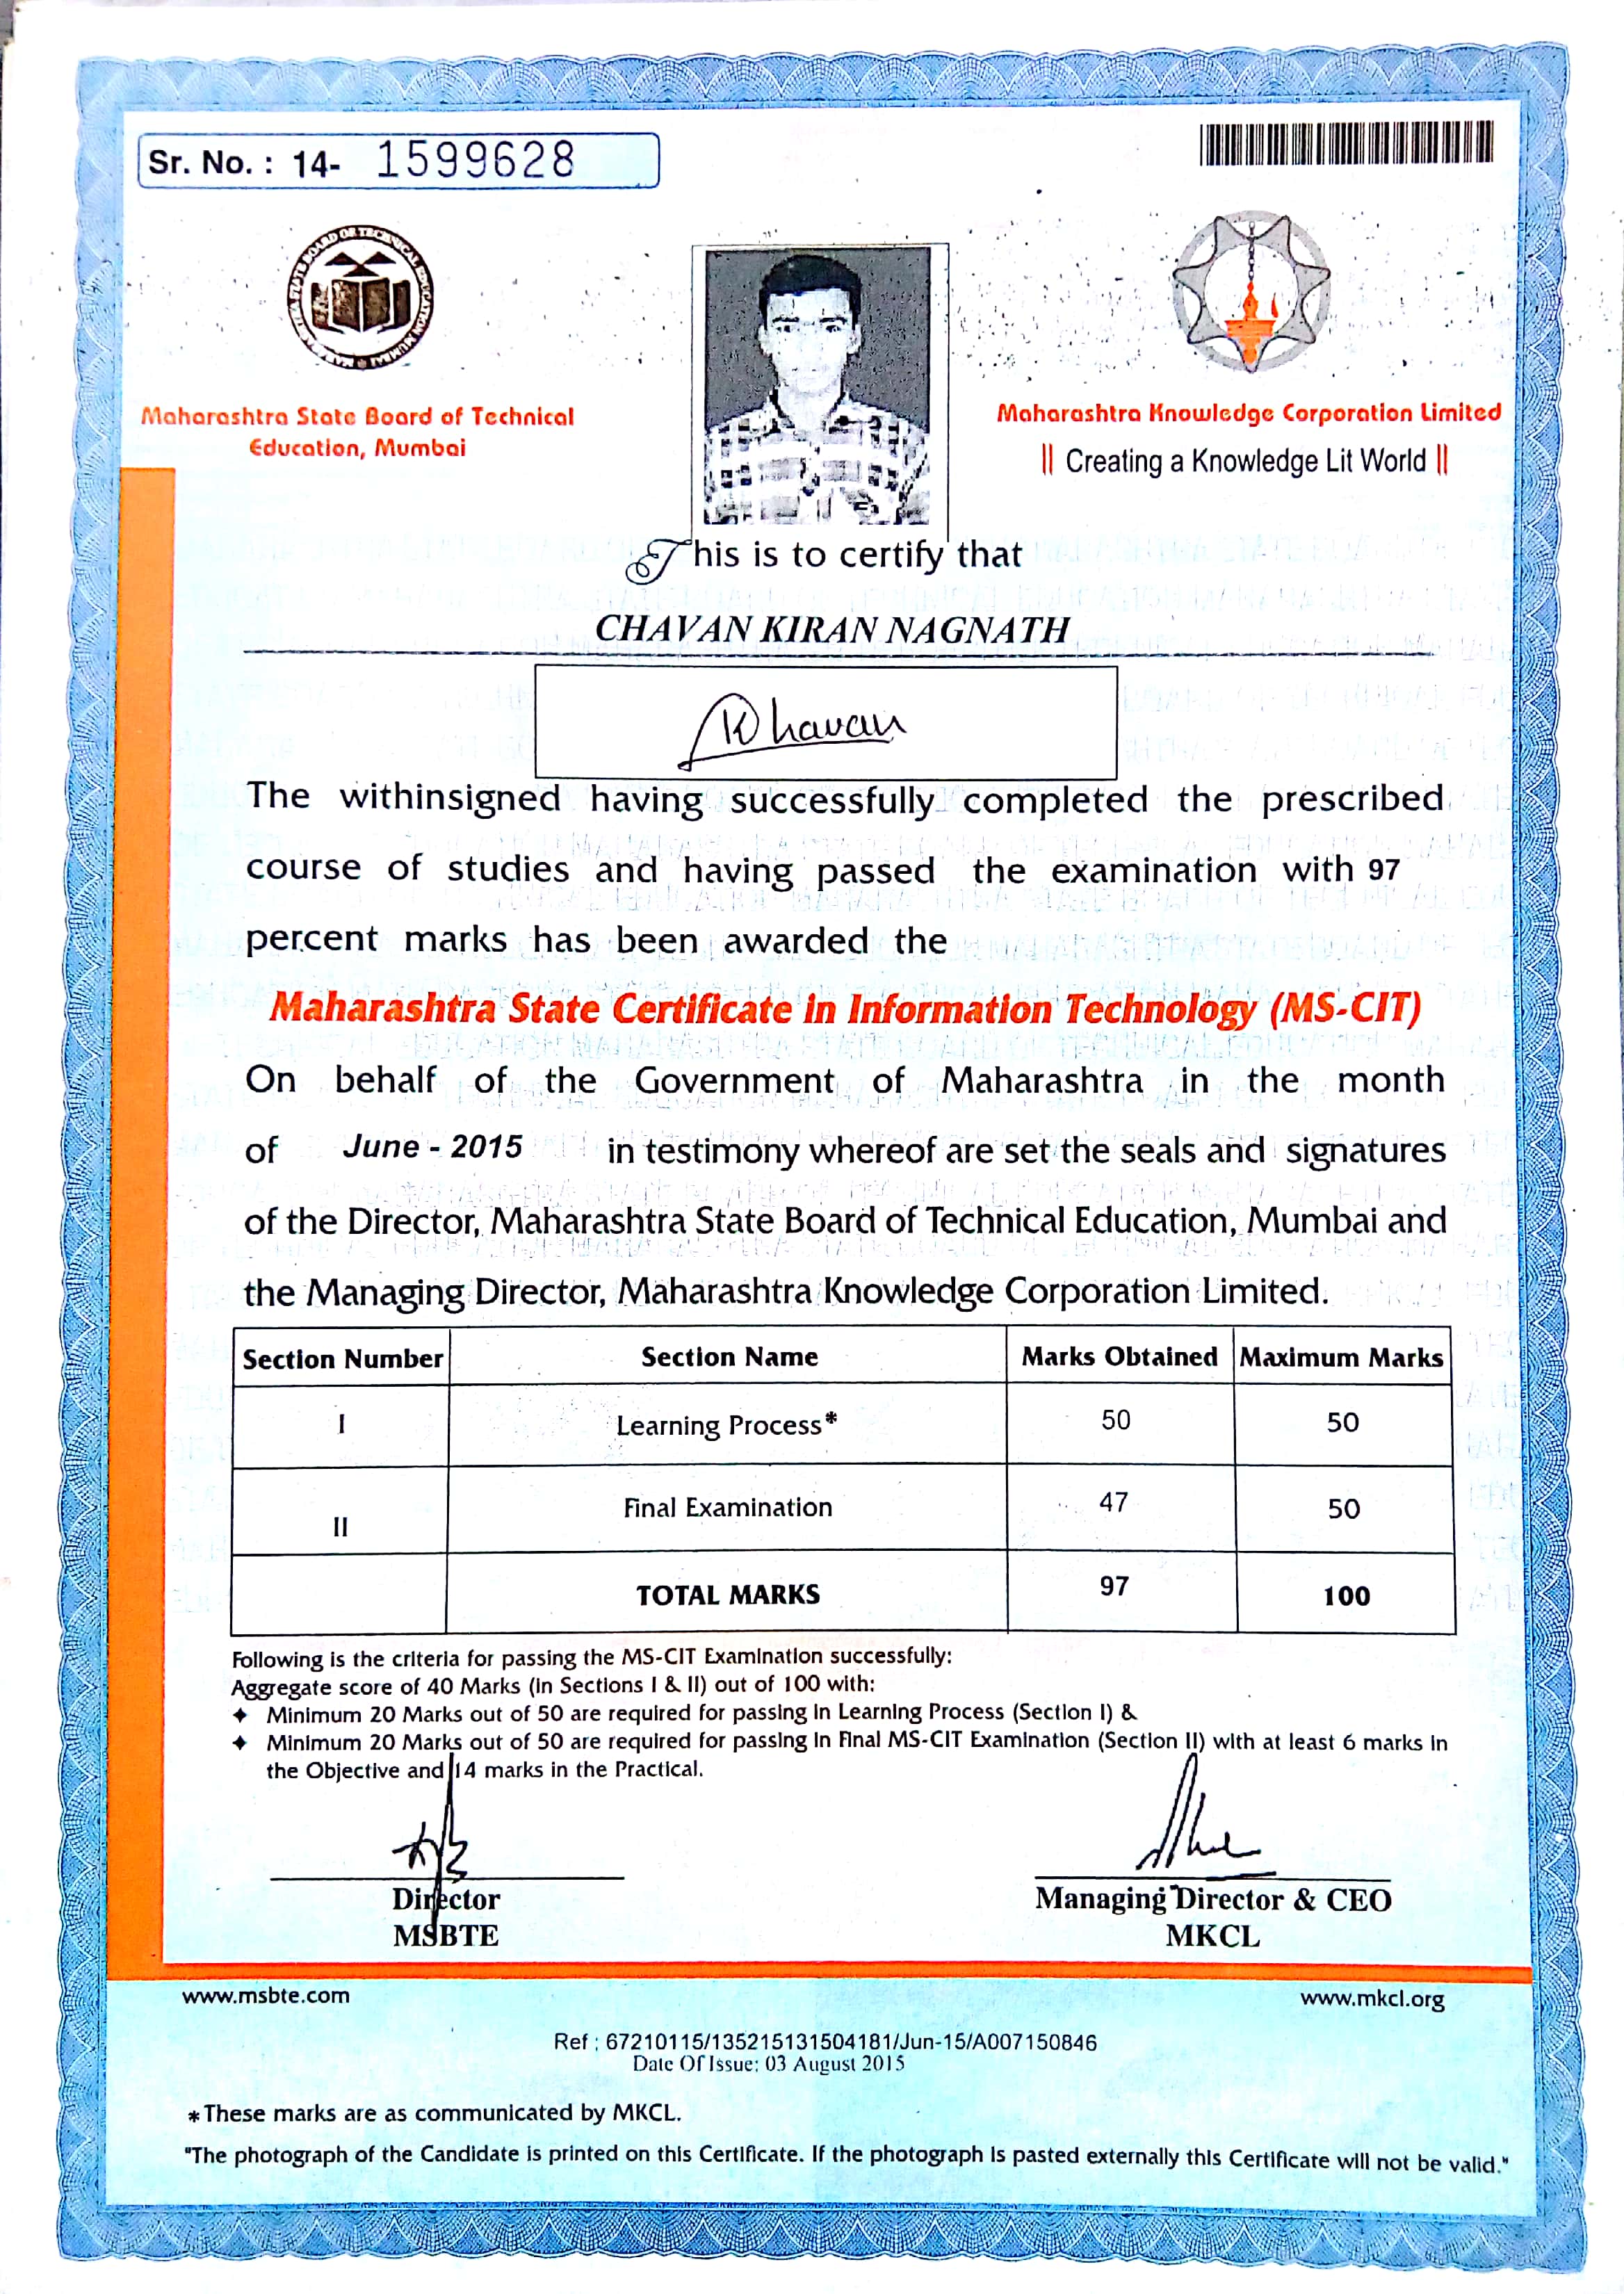 Sr. No. : 14- 1599628
MAHARASHTRA STATE BOARD OF TECHNICAL EDUCATION MUMBAI
Maharashtra State Board of Technical
Education, Mumbai
Maharashtra Knowledge Corporation Limited
|| Creating a Knowledge Lit World ||
This is to certify that
CHAVAN KIRAN NAGNATH
Khavan
The withinsigned having successfully completed the prescribed
course of studies and having passed the examination with 97
percent marks has been awarded the
Maharashtra State Certificate in Information Technology (MS-CIT)
On behalf of the Government of Maharashtra in the month
of June - 2015 in testimony whereof are set the seals and signatures
of the Director, Maharashtra State Board of Technical Education, Mumbai and
the Managing Director, Maharashtra Knowledge Corporation Limited.
Section Number Section Name Marks Obtained Maximum Marks
I Learning Process* 50 50
II Final Examination 47 50
TOTAL MARKS 97 100
Following is the criteria for passing the MS-CIT Examination successfully:
Aggregate score of 40 Marks (in Sections I & II) out of 100 with:
✦ Minimum 20 Marks out of 50 are required for passing in Learning Process (Section I) &
✦ Minimum 20 Marks out of 50 are required for passing in Final MS-CIT Examination (Section II) with at least 6 marks in
the Objective and 14 marks in the Practical.
Director
MSBTE
Managing Director & CEO
MKCL
www.msbte.com
www.mkcl.org
Ref : 67210115/135215131504181/Jun-15/A007150846
Date Of Issue: 03 August 2015
* These marks are as communicated by MKCL.
"The photograph of the Candidate is printed on this Certificate. If the photograph is pasted externally this Certificate will not be valid."